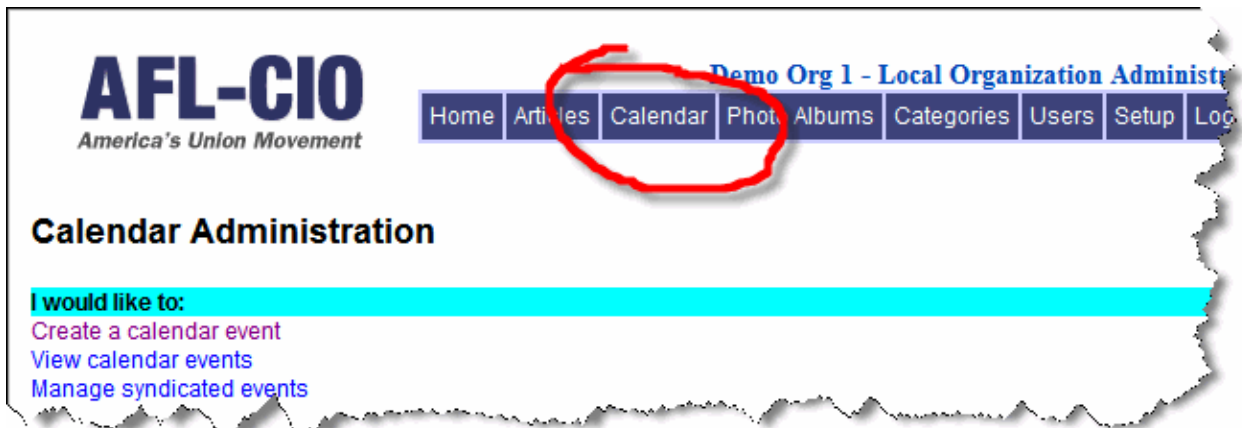 AFL-CIO
America's Union Movement
Demo Org 1 - Local Organization
Home Articles Calendar Photo Albums Categories Users Setup
Calendar Administration
I would like to:
Create a calendar event
View calendar events
Manage syndicated events